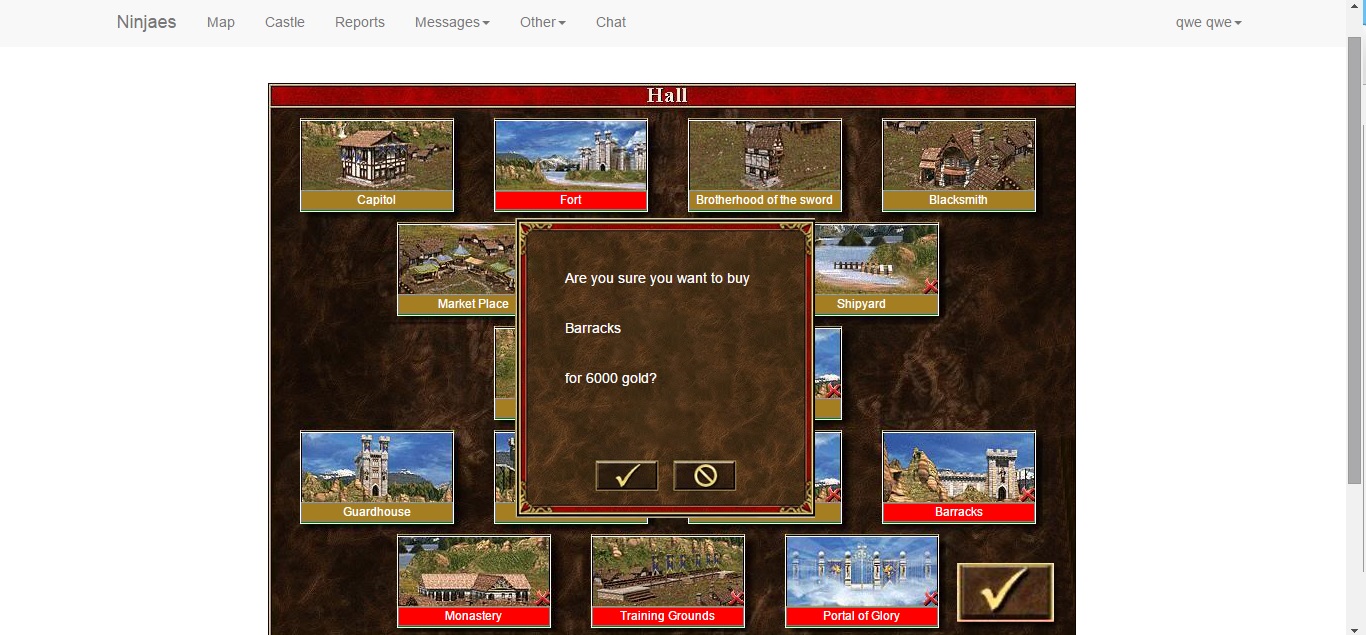 Ninjaes Map Castle Reports Messages Other Chat qwe qwe
Hall
Capitol Fort Brotherhood of the sword Blacksmith
Market Place Shipyard
Are you sure you want to buy
Barracks
for 6000 gold?
Guardhouse Barracks
Monastery Training Grounds Portal of Glory